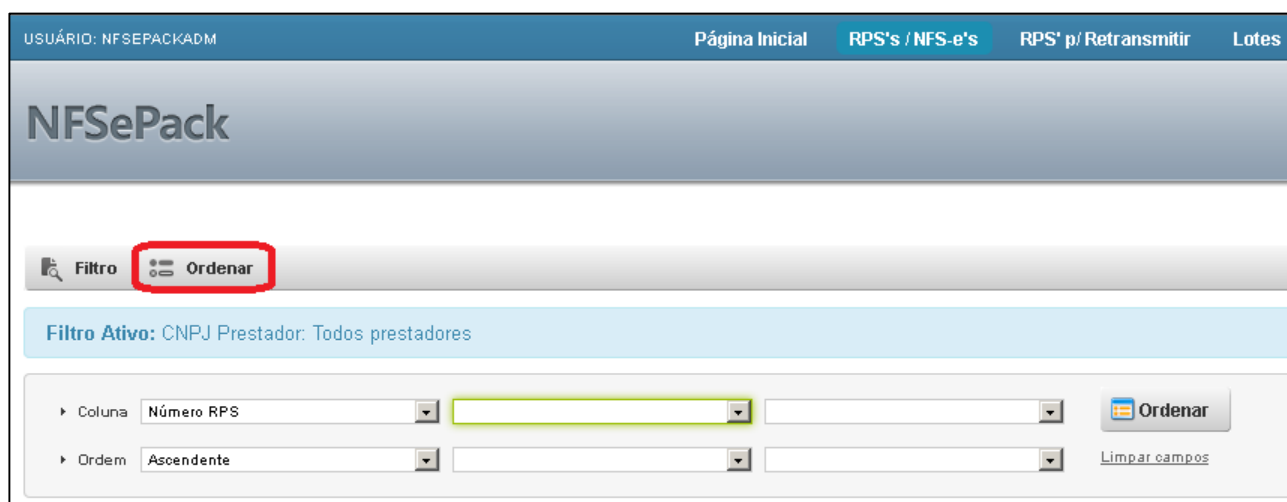 USUÁRIO: NFSEPACKADM Página Inicial RPS's / NFS-e's RPS' p/ Retransmitir Lotes
NFSePack
Filtro Ordenar
Filtro Ativo: CNPJ Prestador: Todos prestadores
Coluna Número RPS Ordenar
Ordem Ascendente Limpar campos